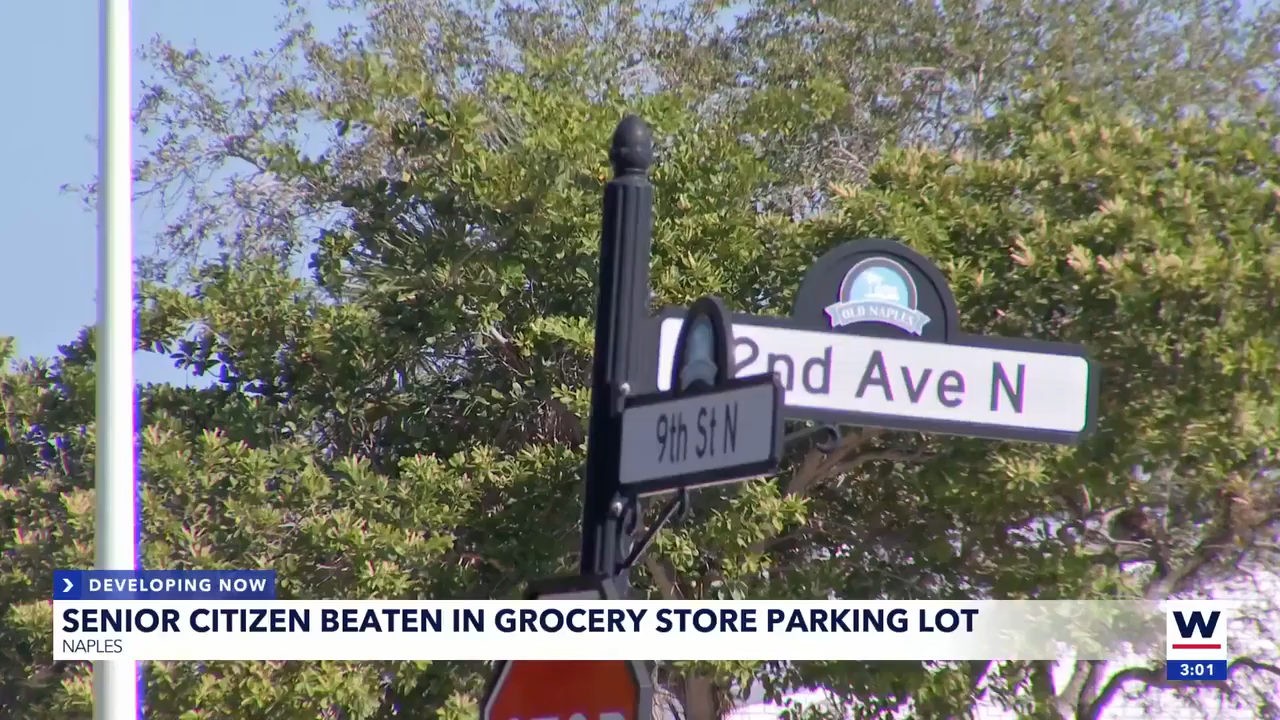 OLD NAPLES
2nd Ave N
9th St N
DEVELOPING NOW
SENIOR CITIZEN BEATEN IN GROCERY STORE PARKING LOT
NAPLES
W
3:01
STOP